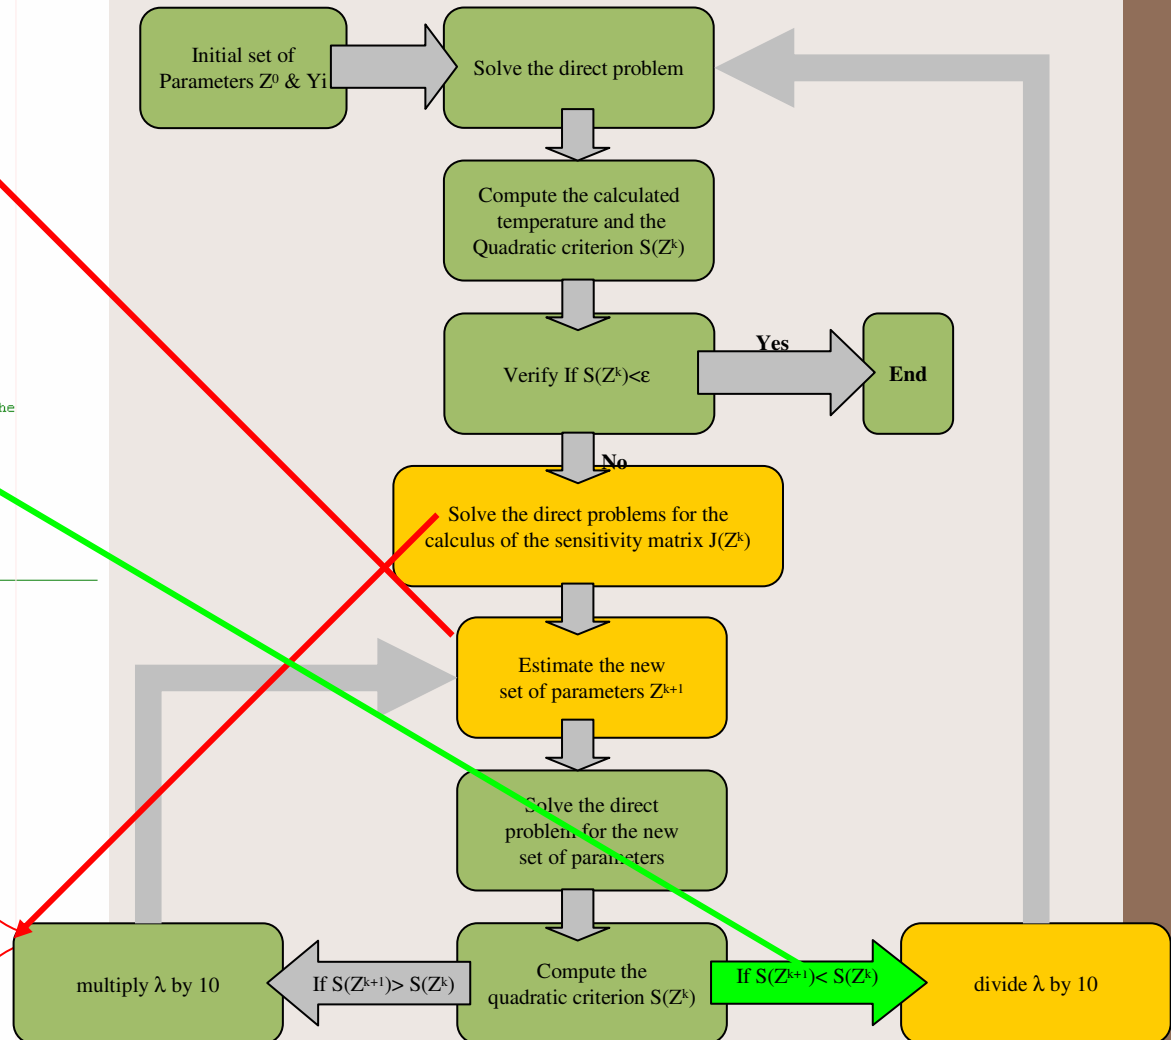 Initial set of
Parameters Z⁰ & Yi
Solve the direct problem
Compute the calculated
temperature and the
Quadratic criterion S(Zᵏ)
Verify If S(Zᵏ)<ε
Yes
End
he
No
Solve the direct problems for the
calculus of the sensitivity matrix J(Zᵏ)
Estimate the new
set of parameters Zᵏ⁺¹
Solve the direct
problem for the new
set of parameters
multiply λ by 10
If S(Zᵏ⁺¹)> S(Zᵏ)
Compute the
quadratic criterion S(Zᵏ)
If S(Zᵏ⁺¹)< S(Zᵏ)
divide λ by 10